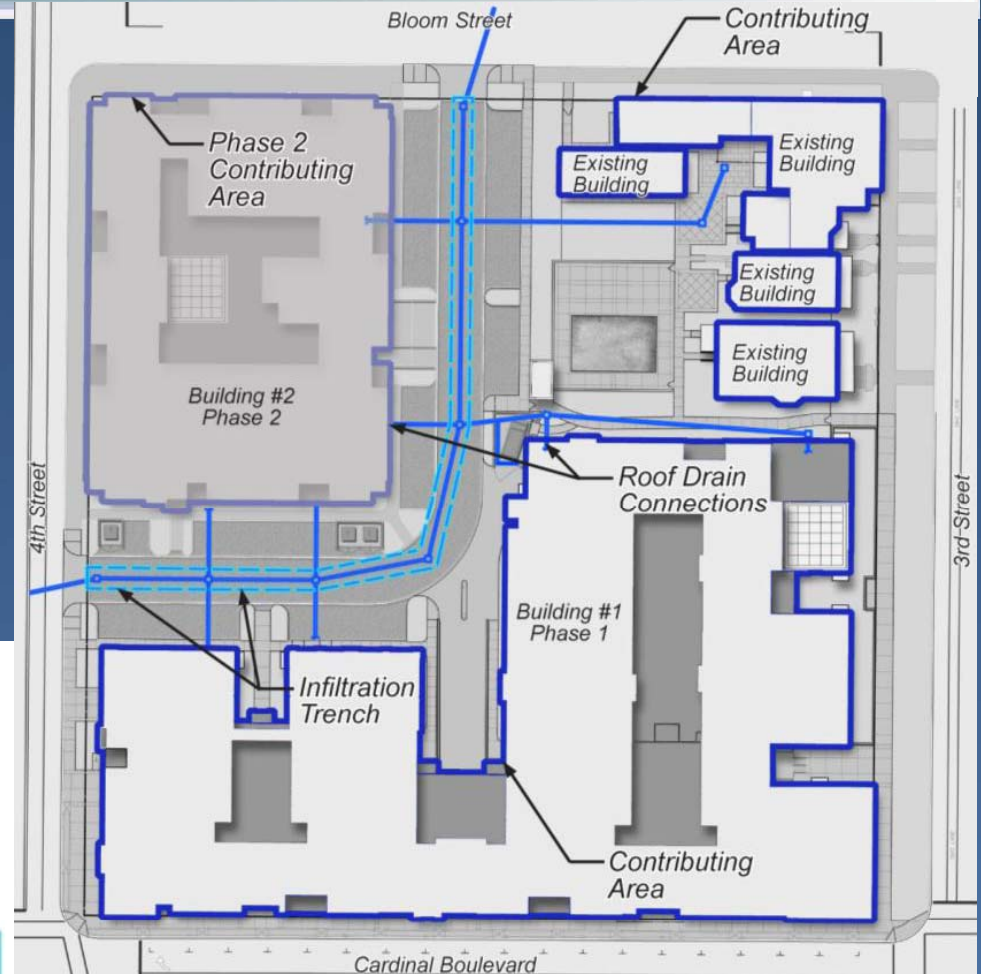 Bloom Street
Contributing
Area
Phase 2
Contributing
Area
Existing
Building
Existing
Building
Existing
Building
Existing
Building
Building #2
Phase 2
Roof Drain
Connections
4th Street
3rd Street
Building #1
Phase 1
Infiltration
Trench
Contributing
Area
Cardinal Boulevard